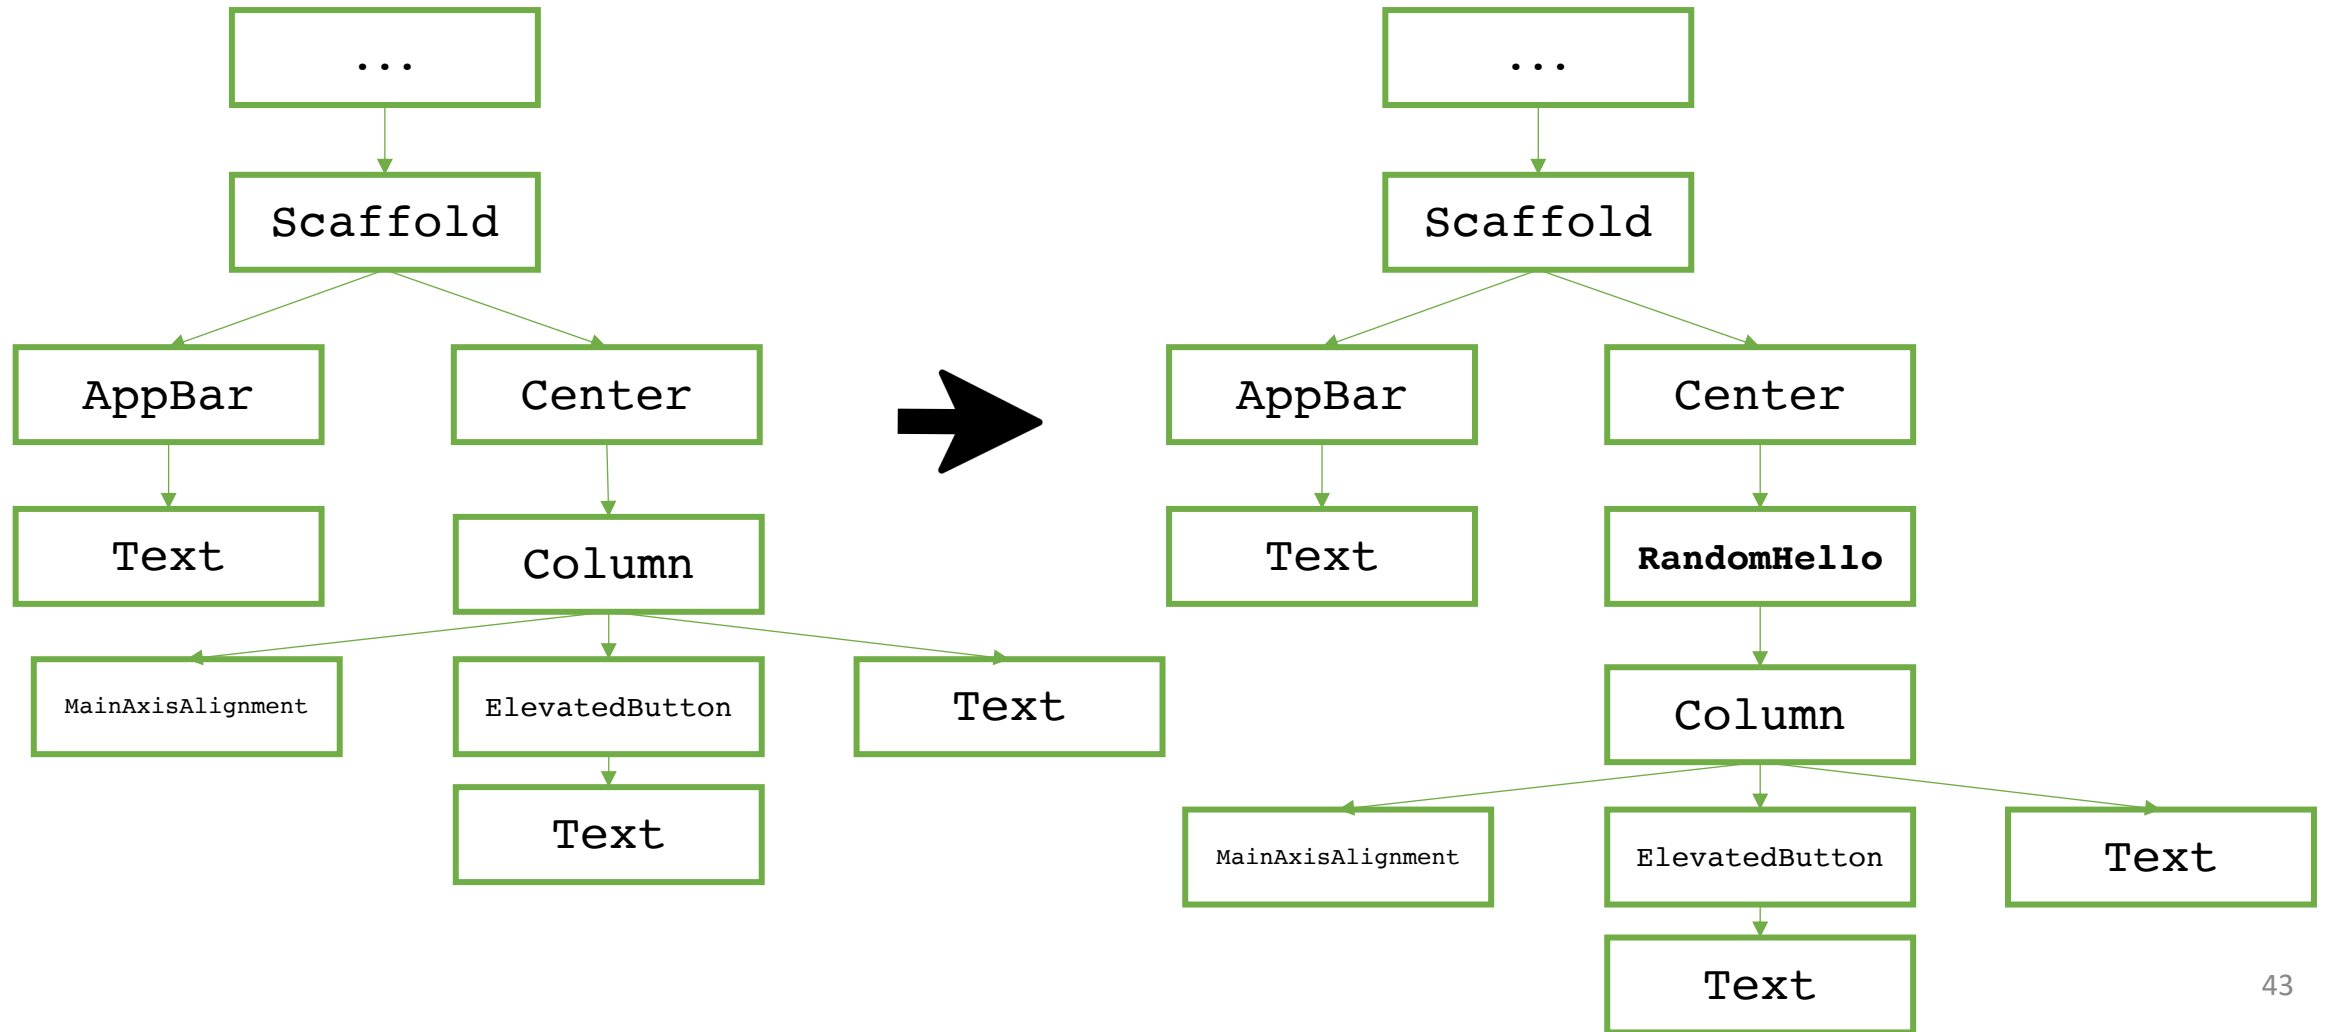 ...
Scaffold
AppBar
Center
Text
Column
MainAxisAlignment
ElevatedButton
Text
Text
...
Scaffold
AppBar
Center
Text
RandomHello
Column
MainAxisAlignment
ElevatedButton
Text
Text
43